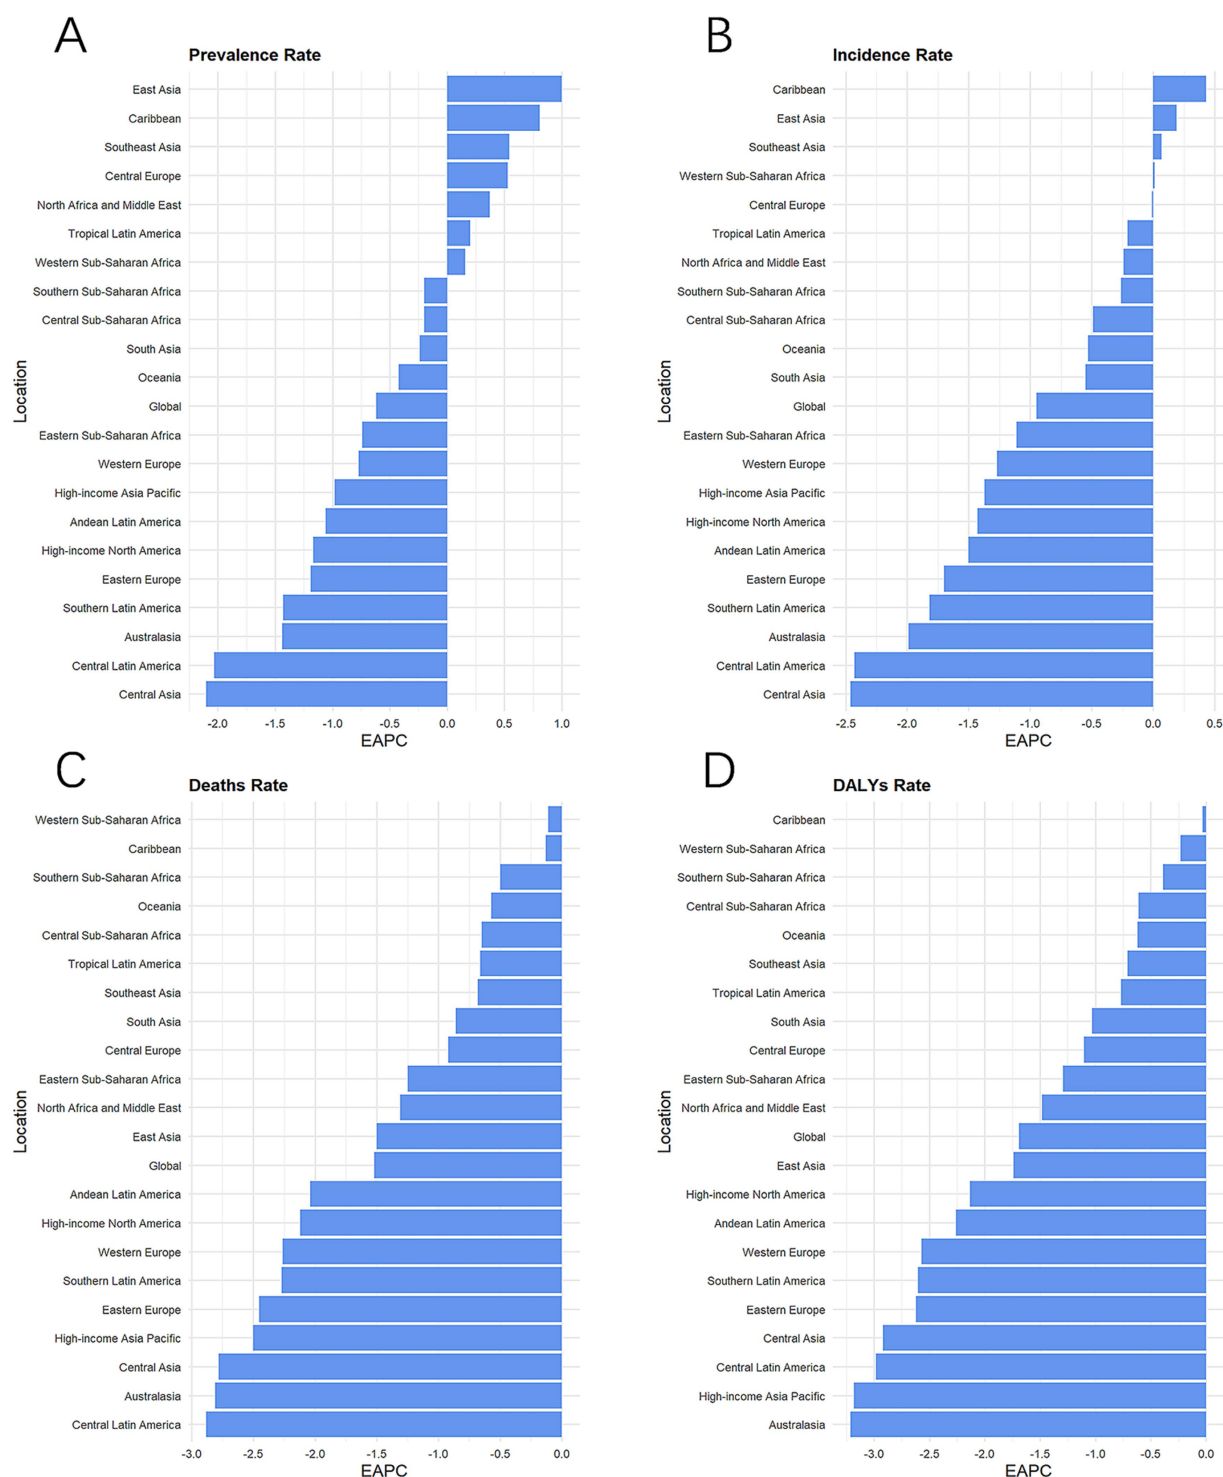 A
Prevalence Rate
East Asia
Caribbean
Southeast Asia
Central Europe
North Africa and Middle East
Tropical Latin America
Western Sub-Saharan Africa
Southern Sub-Saharan Africa
Central Sub-Saharan Africa
South Asia
Oceania
Global
Eastern Sub-Saharan Africa
Western Europe
High-income Asia Pacific
Andean Latin America
High-income North America
Eastern Europe
Southern Latin America
Australasia
Central Latin America
Central Asia
Location
-2.0 -1.5 -1.0 -0.5 0.0 0.5 1.0
EAPC
B
Incidence Rate
Caribbean
East Asia
Southeast Asia
Western Sub-Saharan Africa
Central Europe
Tropical Latin America
North Africa and Middle East
Southern Sub-Saharan Africa
Central Sub-Saharan Africa
Oceania
South Asia
Global
Eastern Sub-Saharan Africa
Western Europe
High-income Asia Pacific
High-income North America
Andean Latin America
Eastern Europe
Southern Latin America
Australasia
Central Latin America
Central Asia
Location
-2.5 -2.0 -1.5 -1.0 -0.5 0.0 0.5
EAPC
C
Deaths Rate
Western Sub-Saharan Africa
Caribbean
Southern Sub-Saharan Africa
Oceania
Central Sub-Saharan Africa
Tropical Latin America
Southeast Asia
South Asia
Central Europe
Eastern Sub-Saharan Africa
North Africa and Middle East
East Asia
Global
Andean Latin America
High-income North America
Western Europe
Southern Latin America
Eastern Europe
High-income Asia Pacific
Central Asia
Australasia
Central Latin America
Location
-3.0 -2.5 -2.0 -1.5 -1.0 -0.5 0.0
EAPC
D
DALYs Rate
Caribbean
Western Sub-Saharan Africa
Southern Sub-Saharan Africa
Central Sub-Saharan Africa
Oceania
Southeast Asia
Tropical Latin America
South Asia
Central Europe
Eastern Sub-Saharan Africa
North Africa and Middle East
Global
East Asia
High-income North America
Andean Latin America
Western Europe
Southern Latin America
Eastern Europe
Central Asia
Central Latin America
High-income Asia Pacific
Australasia
Location
-3.0 -2.5 -2.0 -1.5 -1.0 -0.5 0.0
EAPC